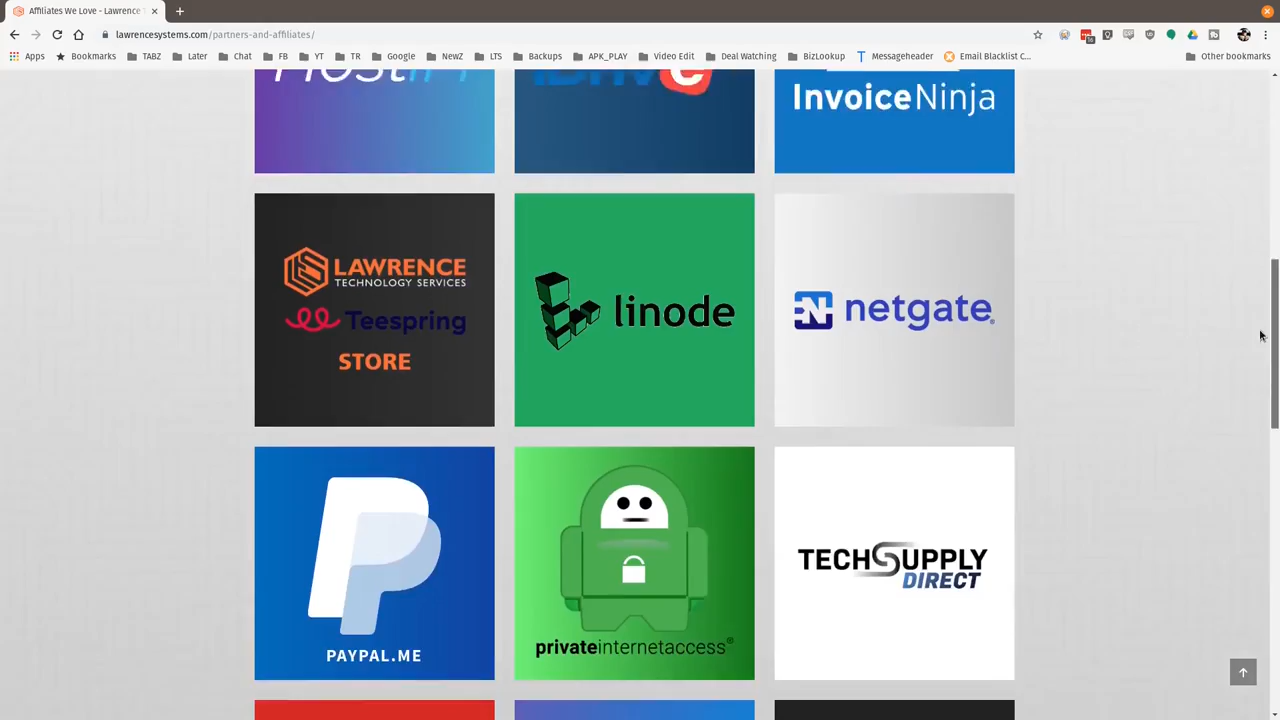 Affiliates We Love - Lawrence T
lawrencesystems.com/partners-and-affiliates/
Apps Bookmarks TABZ Later Chat FB YT TR Google NewZ LTS Backups APK_PLAY Video Edit Deal Watching BizLookup Messageheader Email Blacklist C... Other bookmarks
InvoiceNinja
LAWRENCE
TECHNOLOGY SERVICES
Teespring
STORE
linode
netgate®
PAYPAL.ME
privateinternetaccess®
TECHSUPPLY
DIRECT